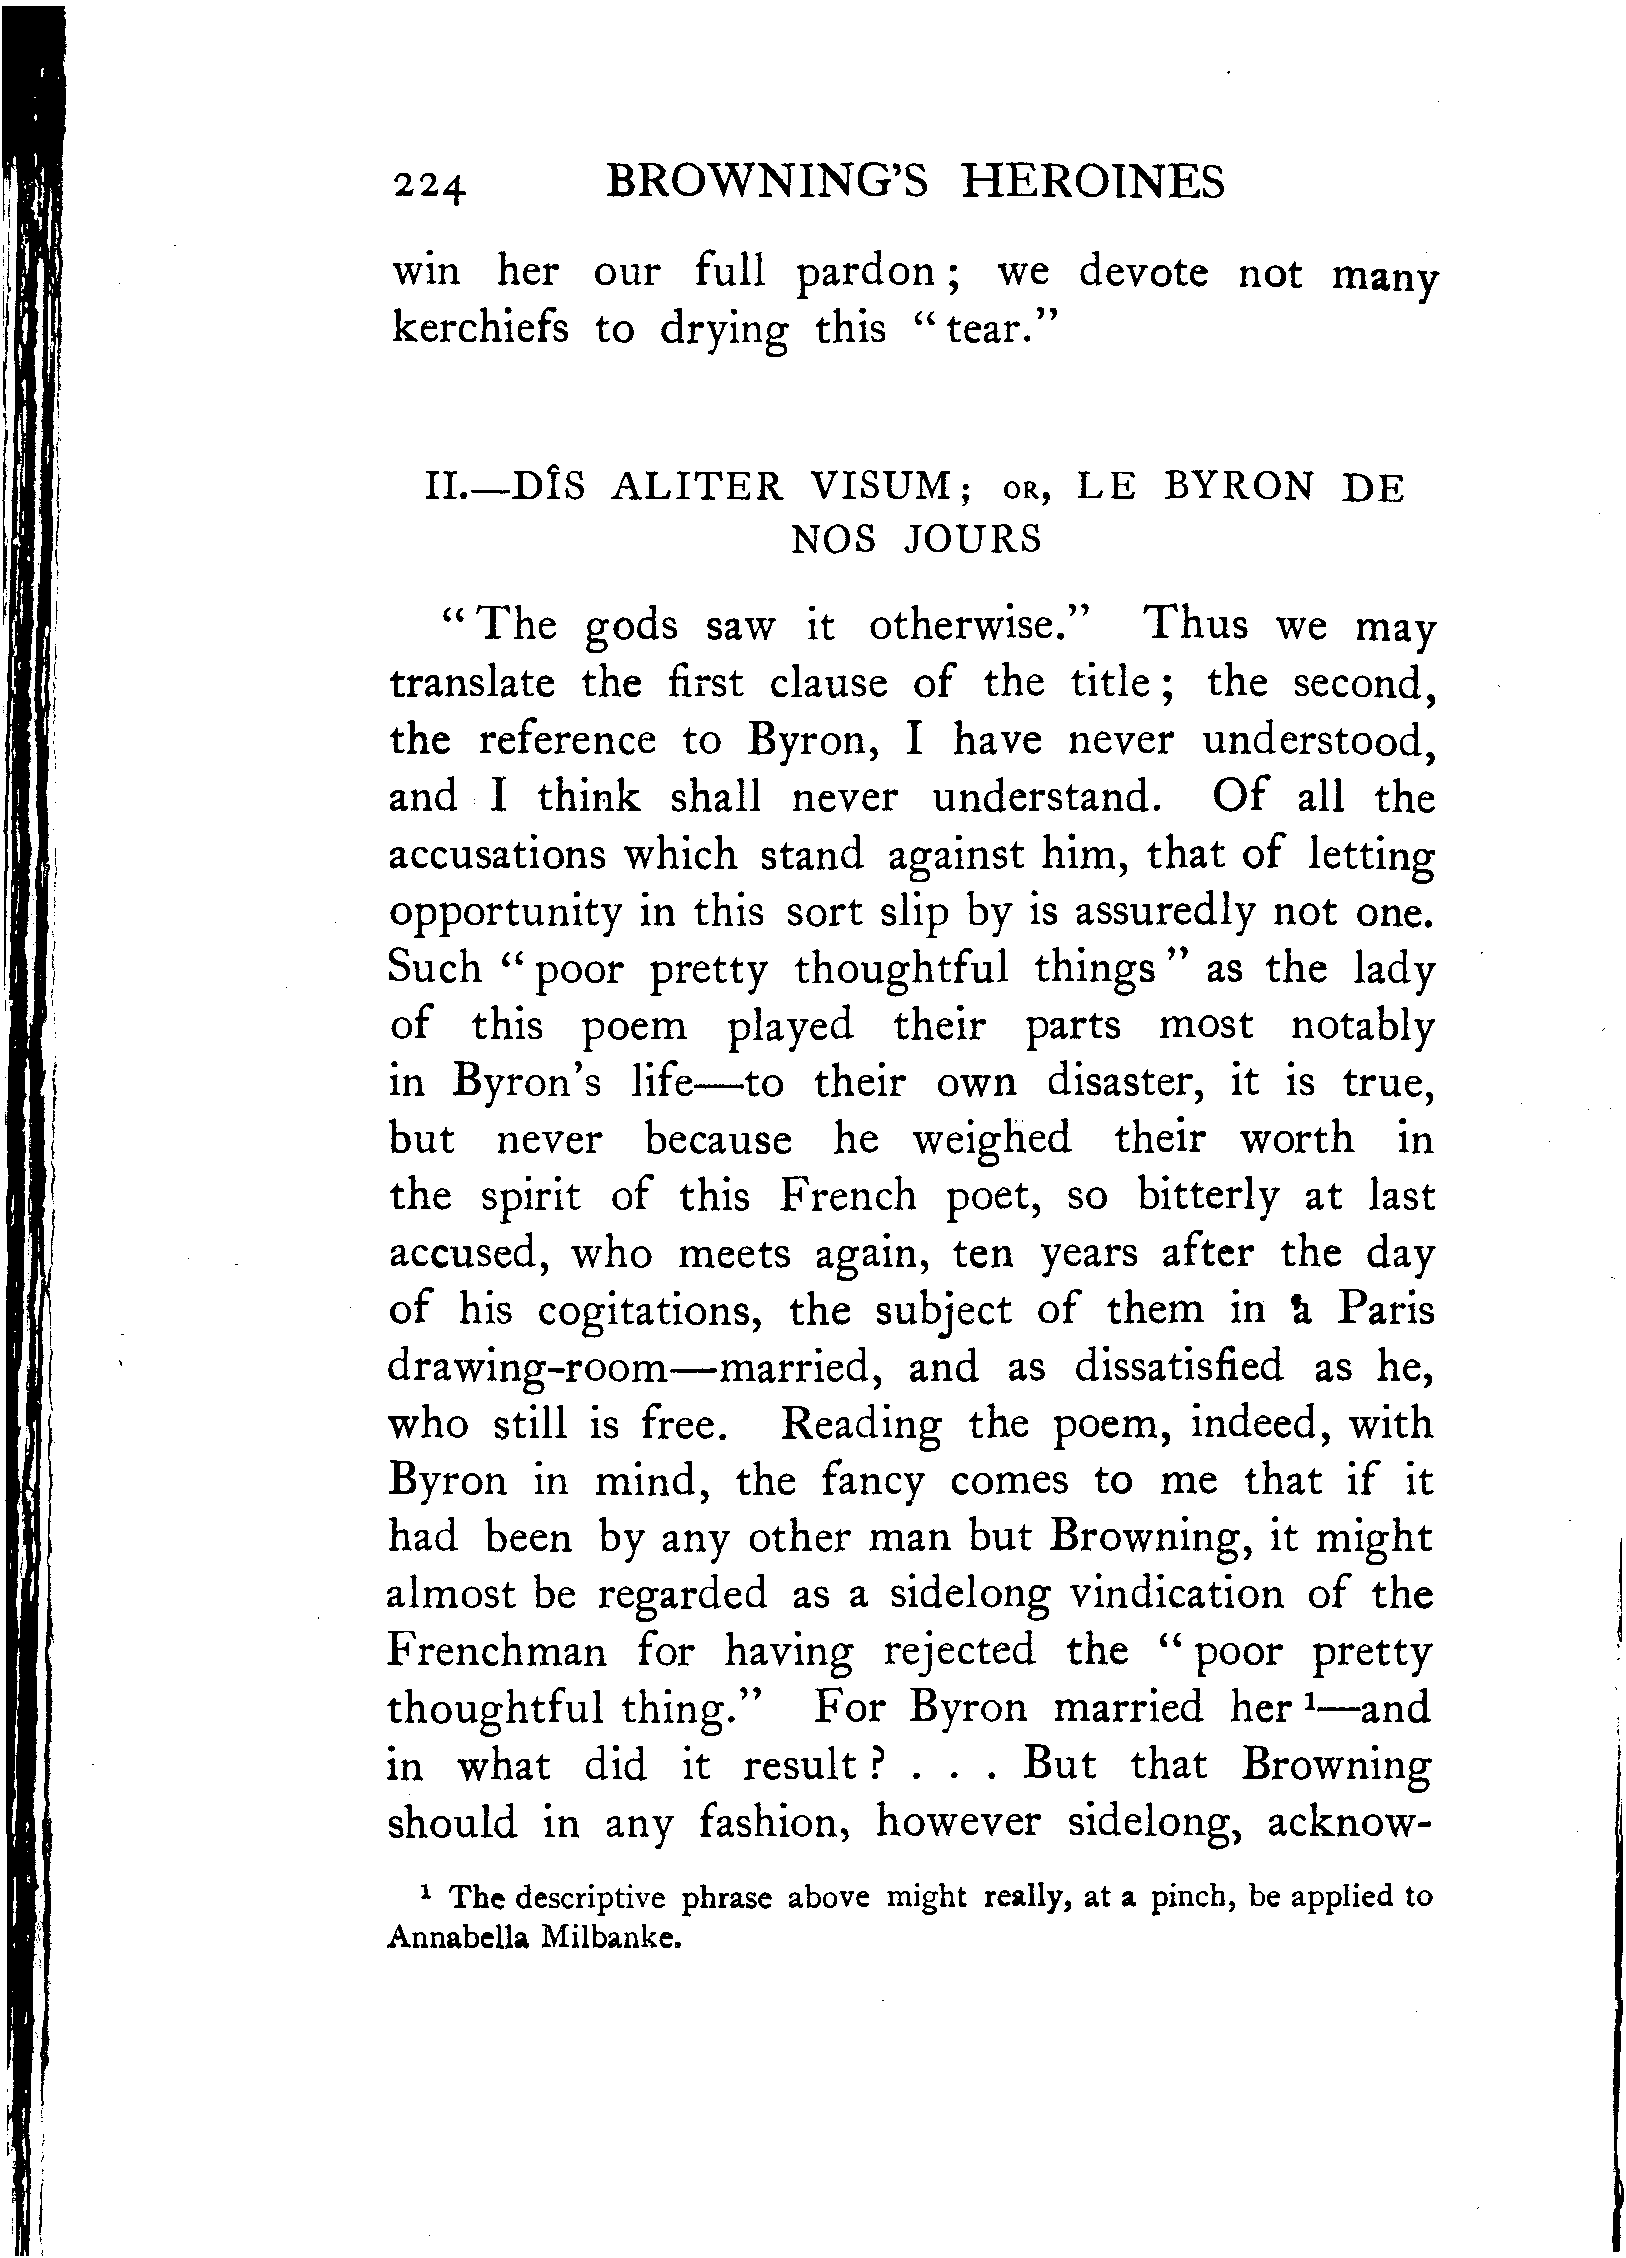 224 BROWNING'S HEROINES
win her our full pardon; we devote not many
kerchiefs to drying this "tear."
II.—DÎS ALITER VISUM; OR, LE BYRON DE
NOS JOURS
"The gods saw it otherwise." Thus we may
translate the first clause of the title; the second,
the reference to Byron, I have never understood,
and I think shall never understand. Of all the
accusations which stand against him, that of letting
opportunity in this sort slip by is assuredly not one.
Such "poor pretty thoughtful things" as the lady
of this poem played their parts most notably
in Byron's life—to their own disaster, it is true,
but never because he weighed their worth in
the spirit of this French poet, so bitterly at last
accused, who meets again, ten years after the day
of his cogitations, the subject of them in a Paris
drawing-room—married, and as dissatisfied as he,
who still is free. Reading the poem, indeed, with
Byron in mind, the fancy comes to me that if it
had been by any other man but Browning, it might
almost be regarded as a sidelong vindication of the
Frenchman for having rejected the "poor pretty
thoughtful thing." For Byron married her ¹—and
in what did it result? . . . But that Browning
should in any fashion, however sidelong, acknow-
¹ The descriptive phrase above might really, at a pinch, be applied to
Annabella Milbanke.